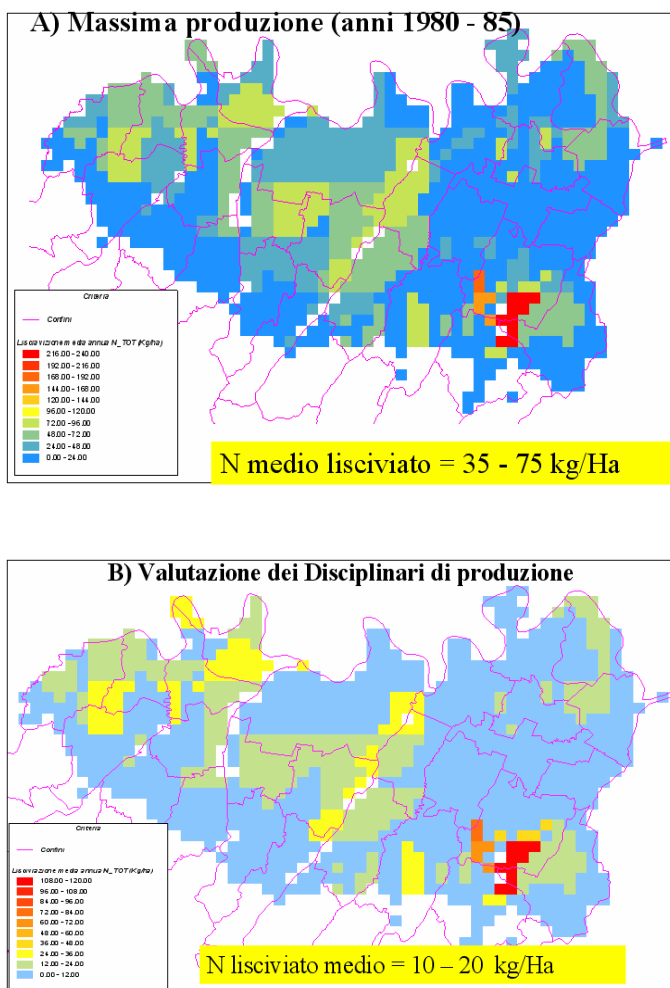 A) Massima produzione (anni 1980 - 85)
Criteria
Confini
Lisciviazione media annua N_TOT (Kg/ha)
216.00 - 240.00
192.00 - 216.00
168.00 - 192.00
144.00 - 168.00
120.00 - 144.00
96.00 - 120.00
72.00 - 96.00
48.00 - 72.00
24.00 - 48.00
0.00 - 24.00
N medio lisciviato = 35 - 75 kg/Ha
B) Valutazione dei Disciplinari di produzione
Criteria
Confini
Lisciviazione media annua N_TOT (Kg/ha)
108.00 - 120.00
96.00 - 108.00
84.00 - 96.00
72.00 - 84.00
60.00 - 72.00
48.00 - 60.00
36.00 - 48.00
24.00 - 36.00
12.00 - 24.00
0.00 - 12.00
N lisciviato medio = 10 – 20 kg/Ha